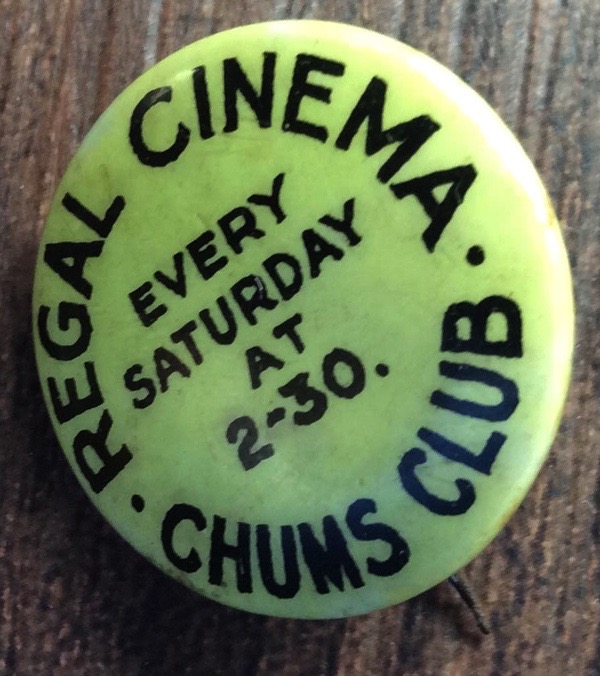 REGAL CINEMA.
CHUMS CLUB.
EVERY
SATURDAY
AT
2-30.